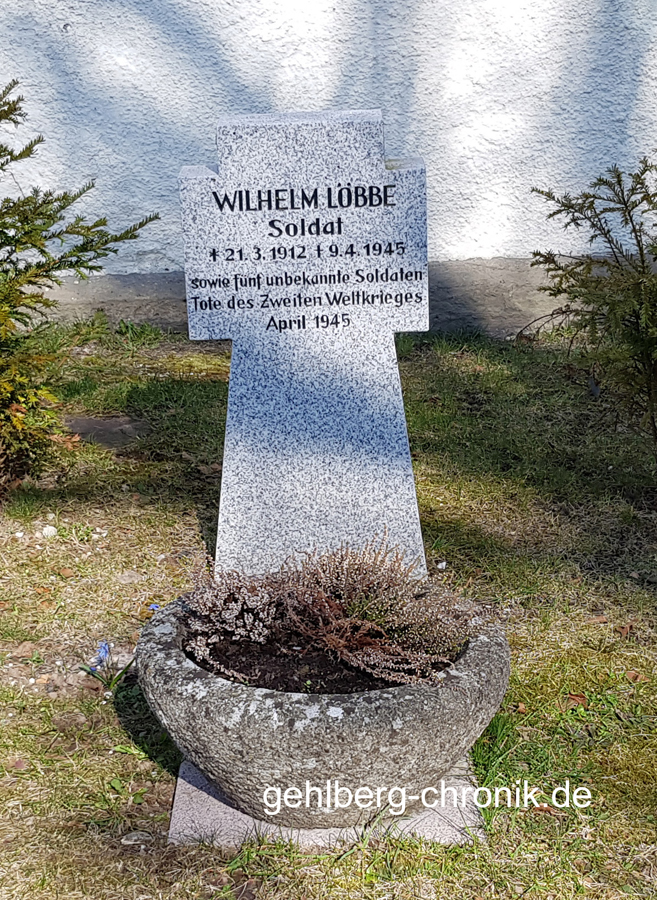 WILHELM LÖBBE
Soldat
✝ 21.3.1912 ✝ 9.4.1945
sowie fünf unbekannte Soldaten
Tote des Zweiten Weltkrieges
April 1945
gehlberg-chronik.de